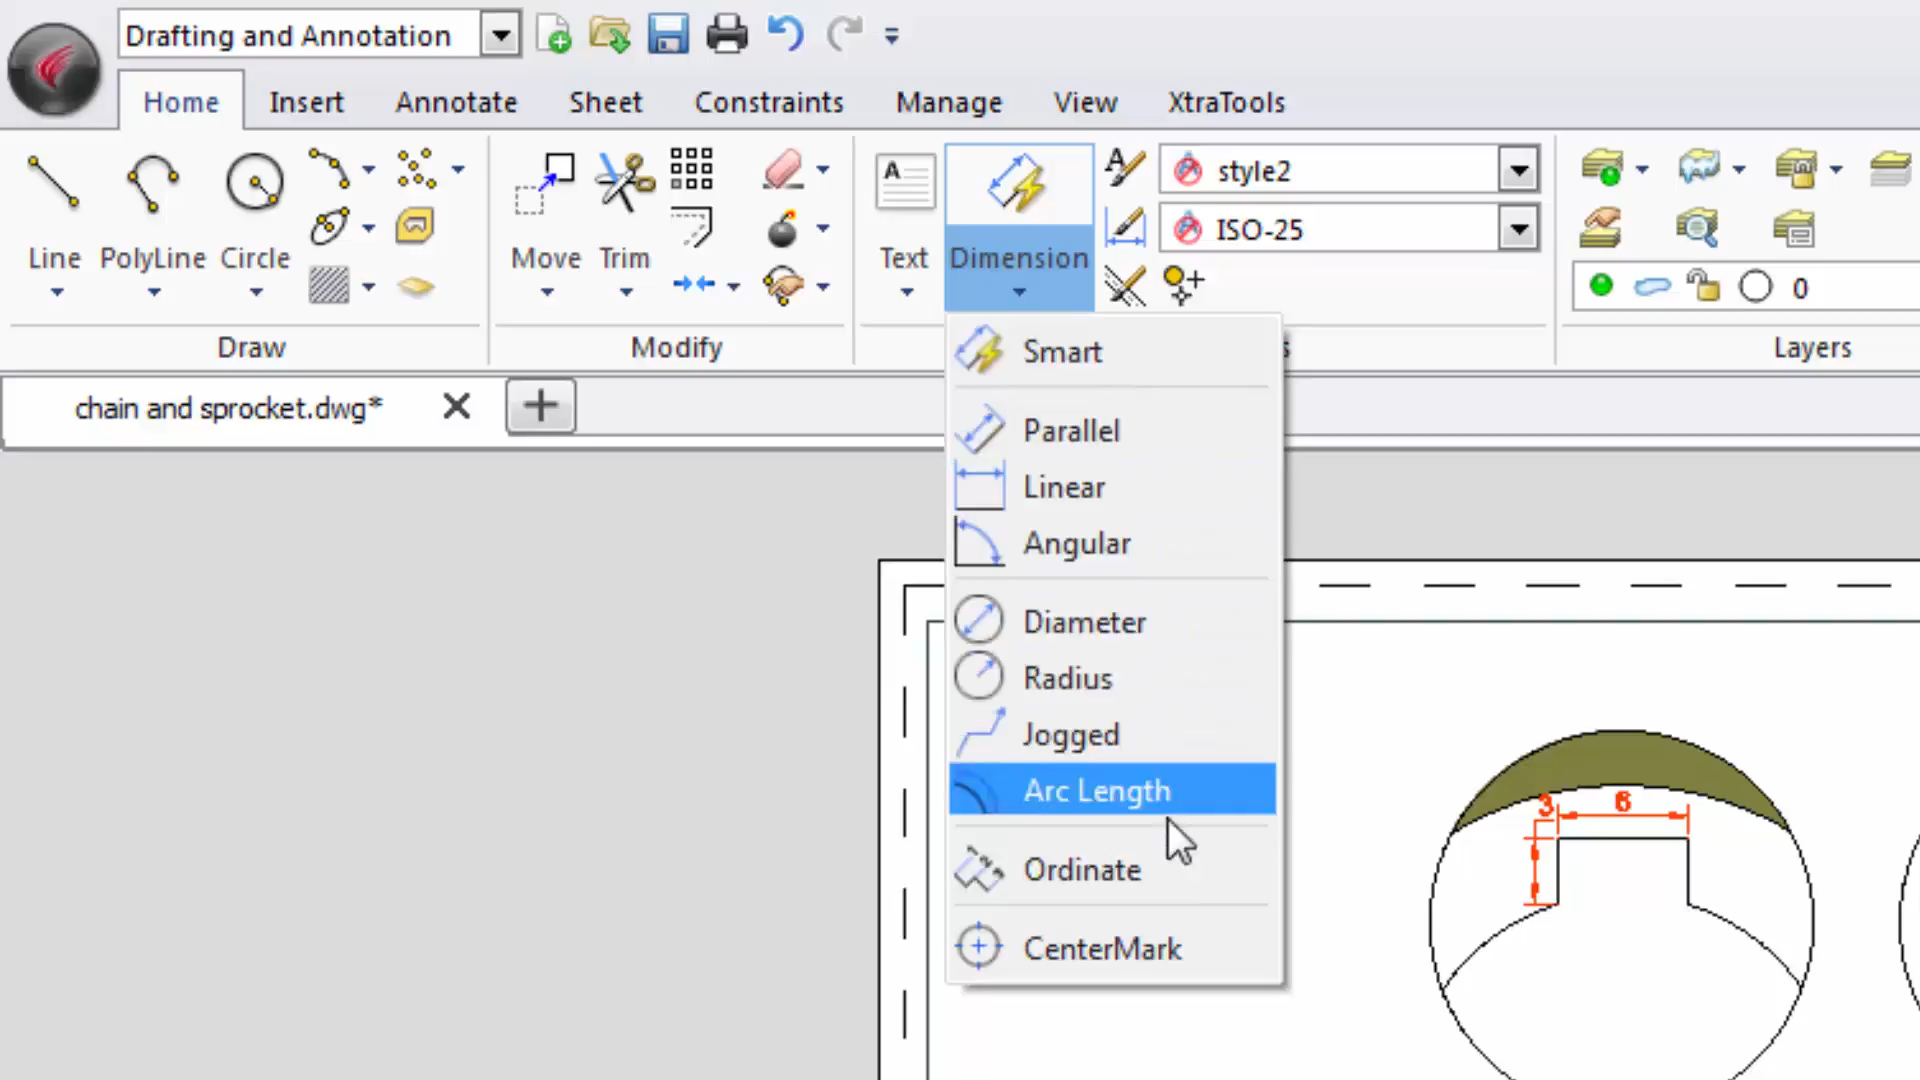 Drafting and Annotation
Home Insert Annotate Sheet Constraints Manage View XtraTools
A
A
style2
ISO-25
Line PolyLine Circle Move Trim Text Dimension
0
Draw Modify s Layers
Smart
chain and sprocket.dwg*
Parallel
Linear
Angular
Diameter
Radius
Jogged
Arc Length
3 6
Ordinate
CenterMark